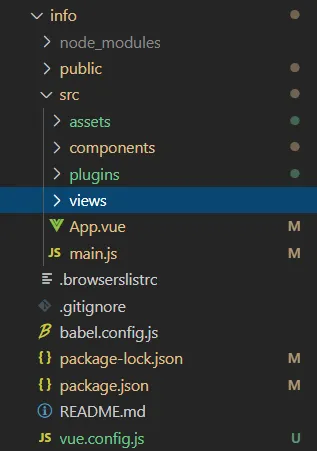 info
node_modules
public
src
assets
components
plugins
views
App.vue M
JS main.js M
.browserslistrc
.gitignore
babel.config.js
{} package-lock.json M
{} package.json M
README.md
JS vue.config.js U